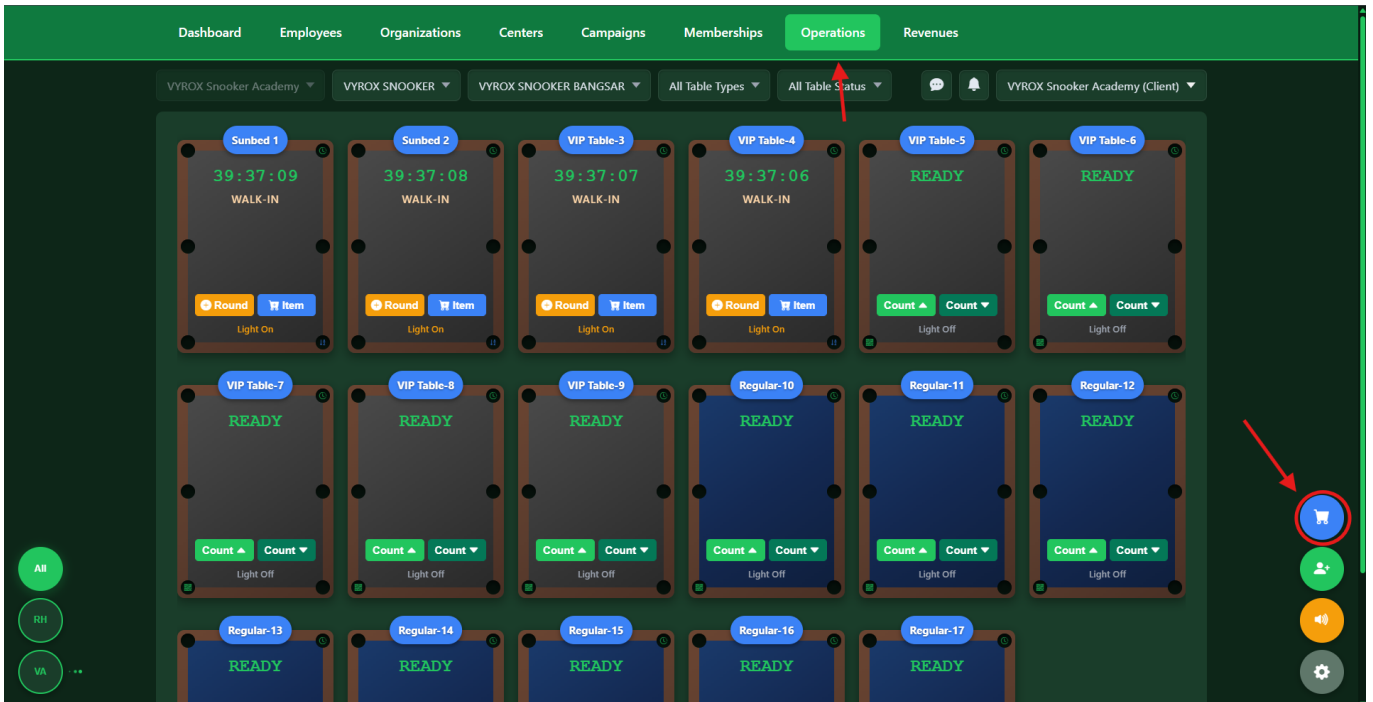 Dashboard Employees Organizations Centers Campaigns Memberships Operations Revenues
VYROX Snooker Academy VYROX SNOOKER VYROX SNOOKER BANGSAR All Table Types All Table Status VYROX Snooker Academy (Client)
Sunbed 1 Sunbed 2 VIP Table-3 VIP Table-4 VIP Table-5 VIP Table-6
39:37:09 39:37:08 39:37:07 39:37:06 READY READY
WALK-IN WALK-IN WALK-IN WALK-IN
Round Item Round Item Round Item Round Item Count Count Count Count
Light On Light On Light On Light On Light Off Light Off
VIP Table-7 VIP Table-8 VIP Table-9 Regular-10 Regular-11 Regular-12
READY READY READY READY READY READY
Count Count Count Count Count Count Count Count Count Count Count Count
Light Off Light Off Light Off Light Off Light Off Light Off
All
RH
VA
Regular-13 Regular-14 Regular-15 Regular-16 Regular-17
READY READY READY READY READY